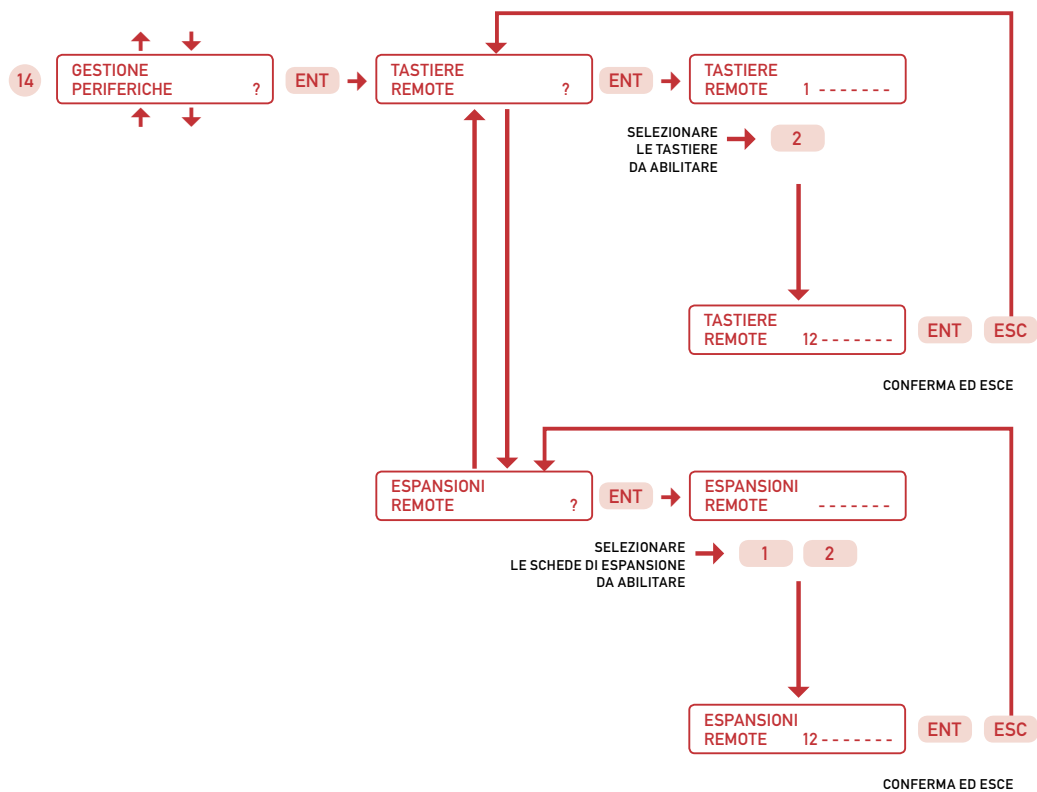 14
GESTIONE
PERIFERICHE ?
ENT
TASTIERE
REMOTE ?
ENT
TASTIERE
REMOTE 1 - - - - - - -
SELEZIONARE
LE TASTIERE
DA ABILITARE
2
TASTIERE
REMOTE 12 - - - - - - -
ENT
ESC
CONFERMA ED ESCE
ESPANSIONI
REMOTE ?
ENT
ESPANSIONI
REMOTE - - - - - - -
SELEZIONARE
LE SCHEDE DI ESPANSIONE
DA ABILITARE
1
2
ESPANSIONI
REMOTE 12 - - - - - - -
ENT
ESC
CONFERMA ED ESCE